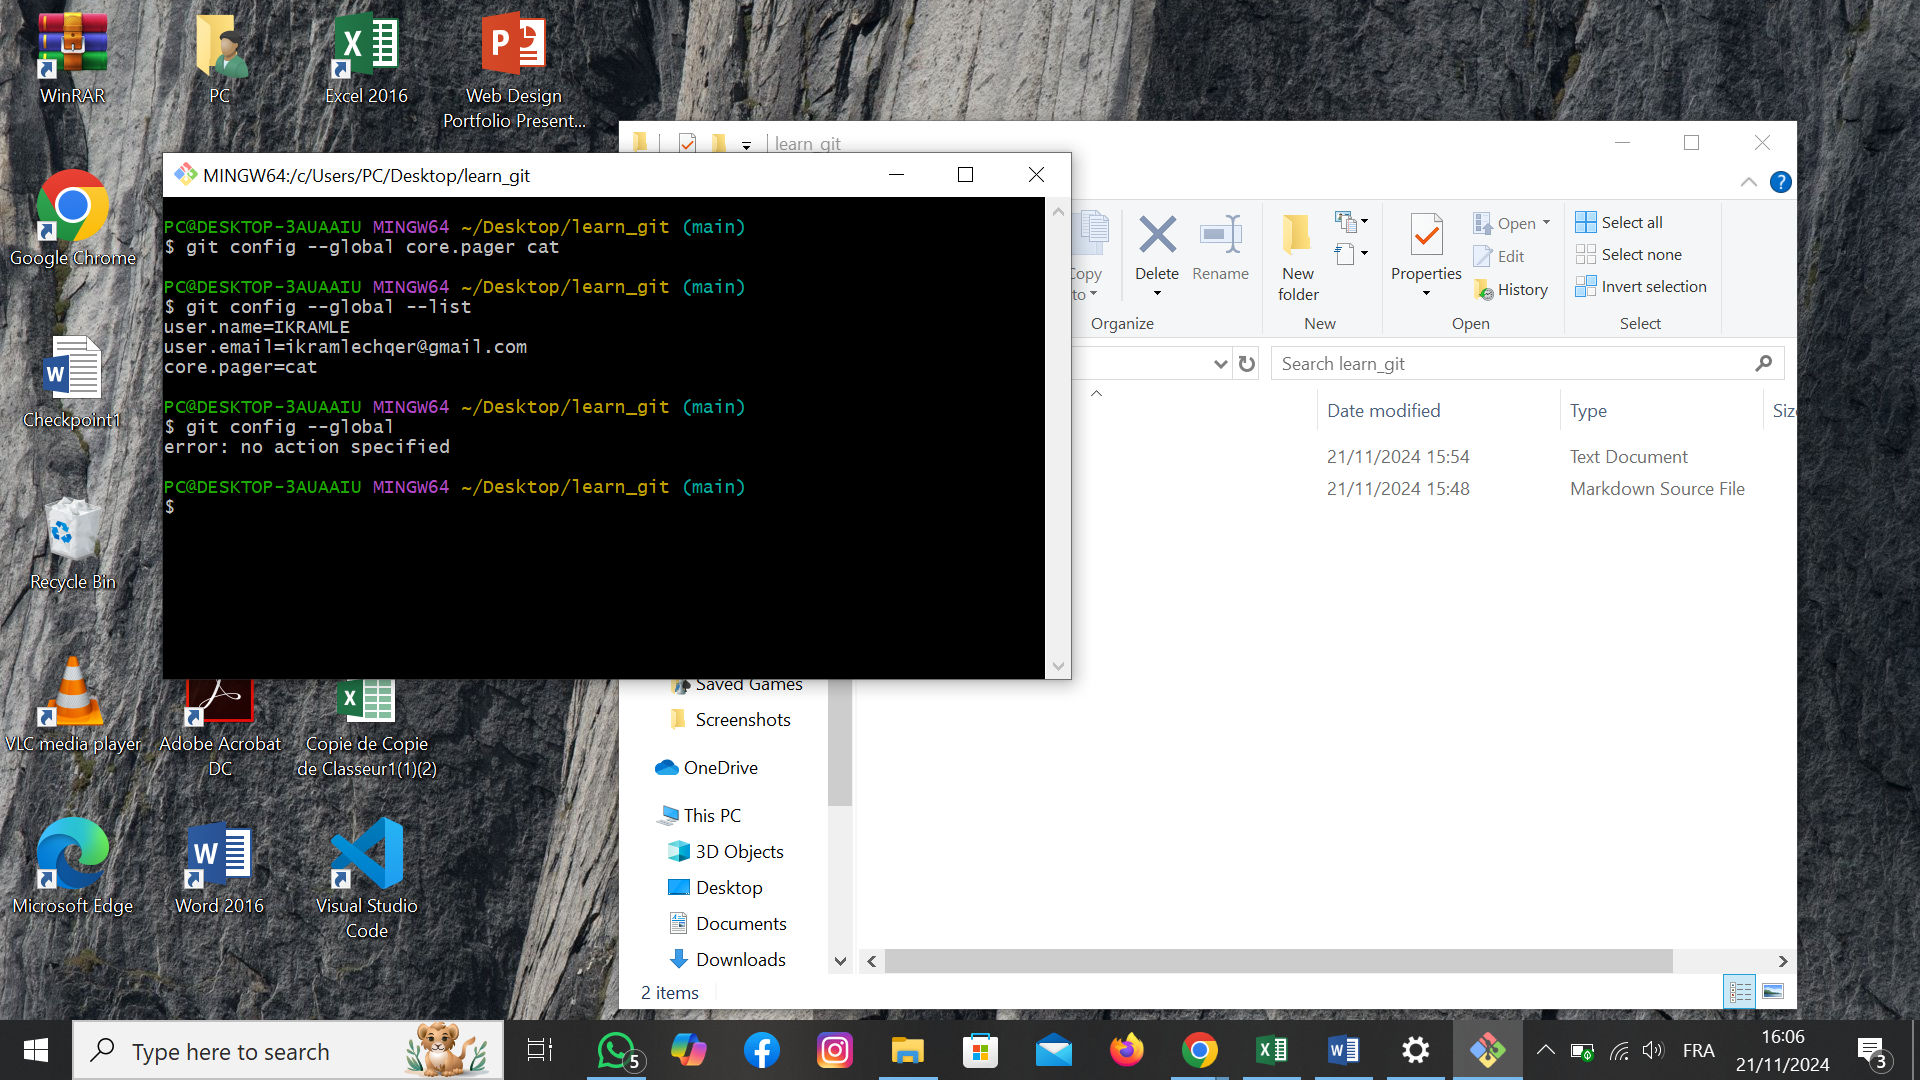 WinRAR
PC
Excel 2016
Web Design
Portfolio Present...
Google Chrome
Checkpoint1
Recycle Bin
VLC media player
Adobe Acrobat
DC
Copie de Copie
de Classeur1(1)(2)
Microsoft Edge
Word 2016
Visual Studio
Code
MINGW64:/c/Users/PC/Desktop/learn_git
PC@DESKTOP-3AUAAIU MINGW64 ~/Desktop/learn_git (main)
$ git config --global core.pager cat
PC@DESKTOP-3AUAAIU MINGW64 ~/Desktop/learn_git (main)
$ git config --global --list
user.name=IKRAMLE
user.email=ikramlechqer@gmail.com
core.pager=cat
PC@DESKTOP-3AUAAIU MINGW64 ~/Desktop/learn_git (main)
$ git config --global
error: no action specified
PC@DESKTOP-3AUAAIU MINGW64 ~/Desktop/learn_git (main)
$
learn_git
Copy
to
Delete
Rename
Organize
New
folder
New
Properties
Open
Edit
History
Open
Select all
Select none
Invert selection
Select
Search learn_git
Date modified Type Size
21/11/2024 15:54 Text Document
21/11/2024 15:48 Markdown Source File
Saved Games
Screenshots
OneDrive
This PC
3D Objects
Desktop
Documents
Downloads
2 items
Type here to search
5
FRA
16:06
21/11/2024
3